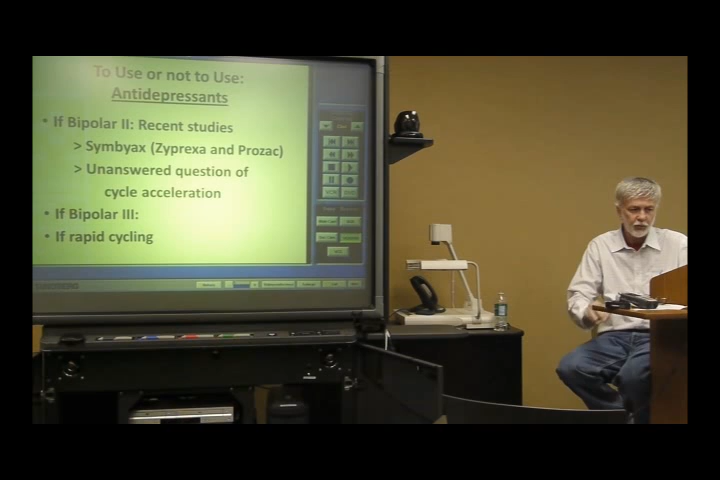 To Use or not to Use:
Antidepressants
• If Bipolar II: Recent studies
> Symbyax (Zyprexa and Prozac)
> Unanswered question of
cycle acceleration
• If Bipolar III:
• If rapid cycling
TANDBERG